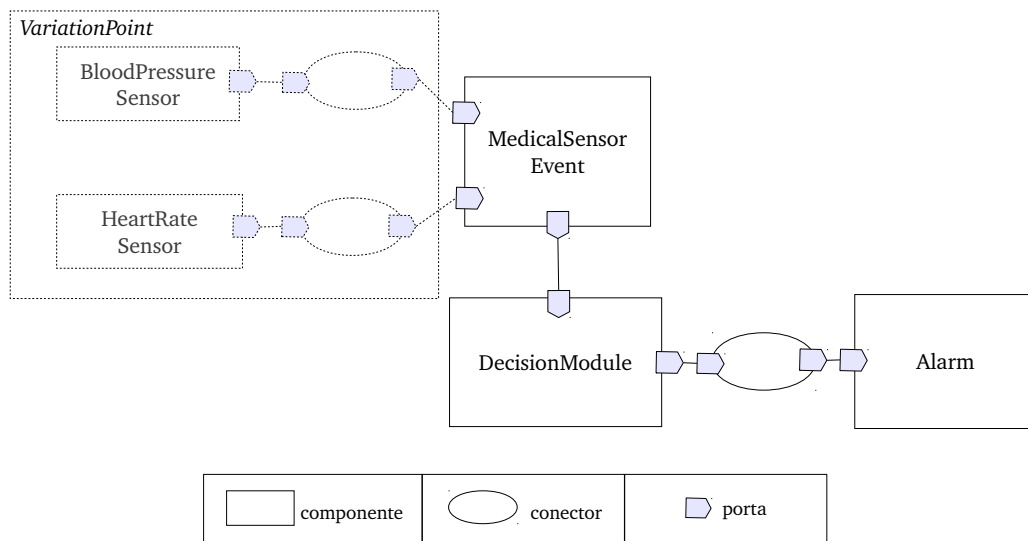 VariationPoint
BloodPressure
Sensor
MedicalSensor
Event
HeartRate
Sensor
DecisionModule
Alarm
componente
conector
porta